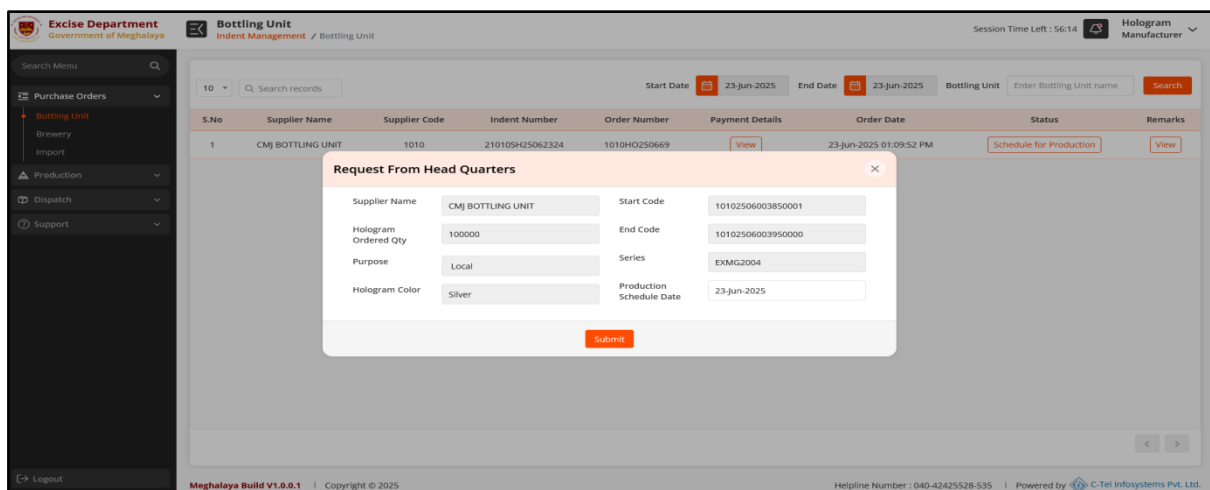 Excise Department
Government of Meghalaya
Bottling Unit
Indent Management / Bottling Unit
Session Time Left : 56:14
Hologram
Manufacturer
Search Menu
Purchase Orders
Bottling Unit
Brewery
Import
Production
Dispatch
Support
Logout
10
Search records
Start Date 23-Jun-2025 End Date 23-Jun-2025 Bottling Unit Enter Bottling Unit name Search
S.No Supplier Name Supplier Code Indent Number Order Number Payment Details Order Date Status Remarks
1 CMJ BOTTLING UNIT 1010 21010SH25062324 1010HO250669 View 23-Jun-2025 01:09:52 PM Schedule for Production View
Request From Head Quarters
Supplier Name CMJ BOTTLING UNIT Start Code 10102506003850001
Hologram
Ordered Qty 100000 End Code 10102506003950000
Purpose Local Series EXMG2004
Hologram Color Silver Production
Schedule Date 23-Jun-2025
Submit
Meghalaya Build V1.0.0.1 | Copyright © 2025
Helpline Number : 040-42425528-535 | Powered by C-Tel Infosystems Pvt. Ltd.